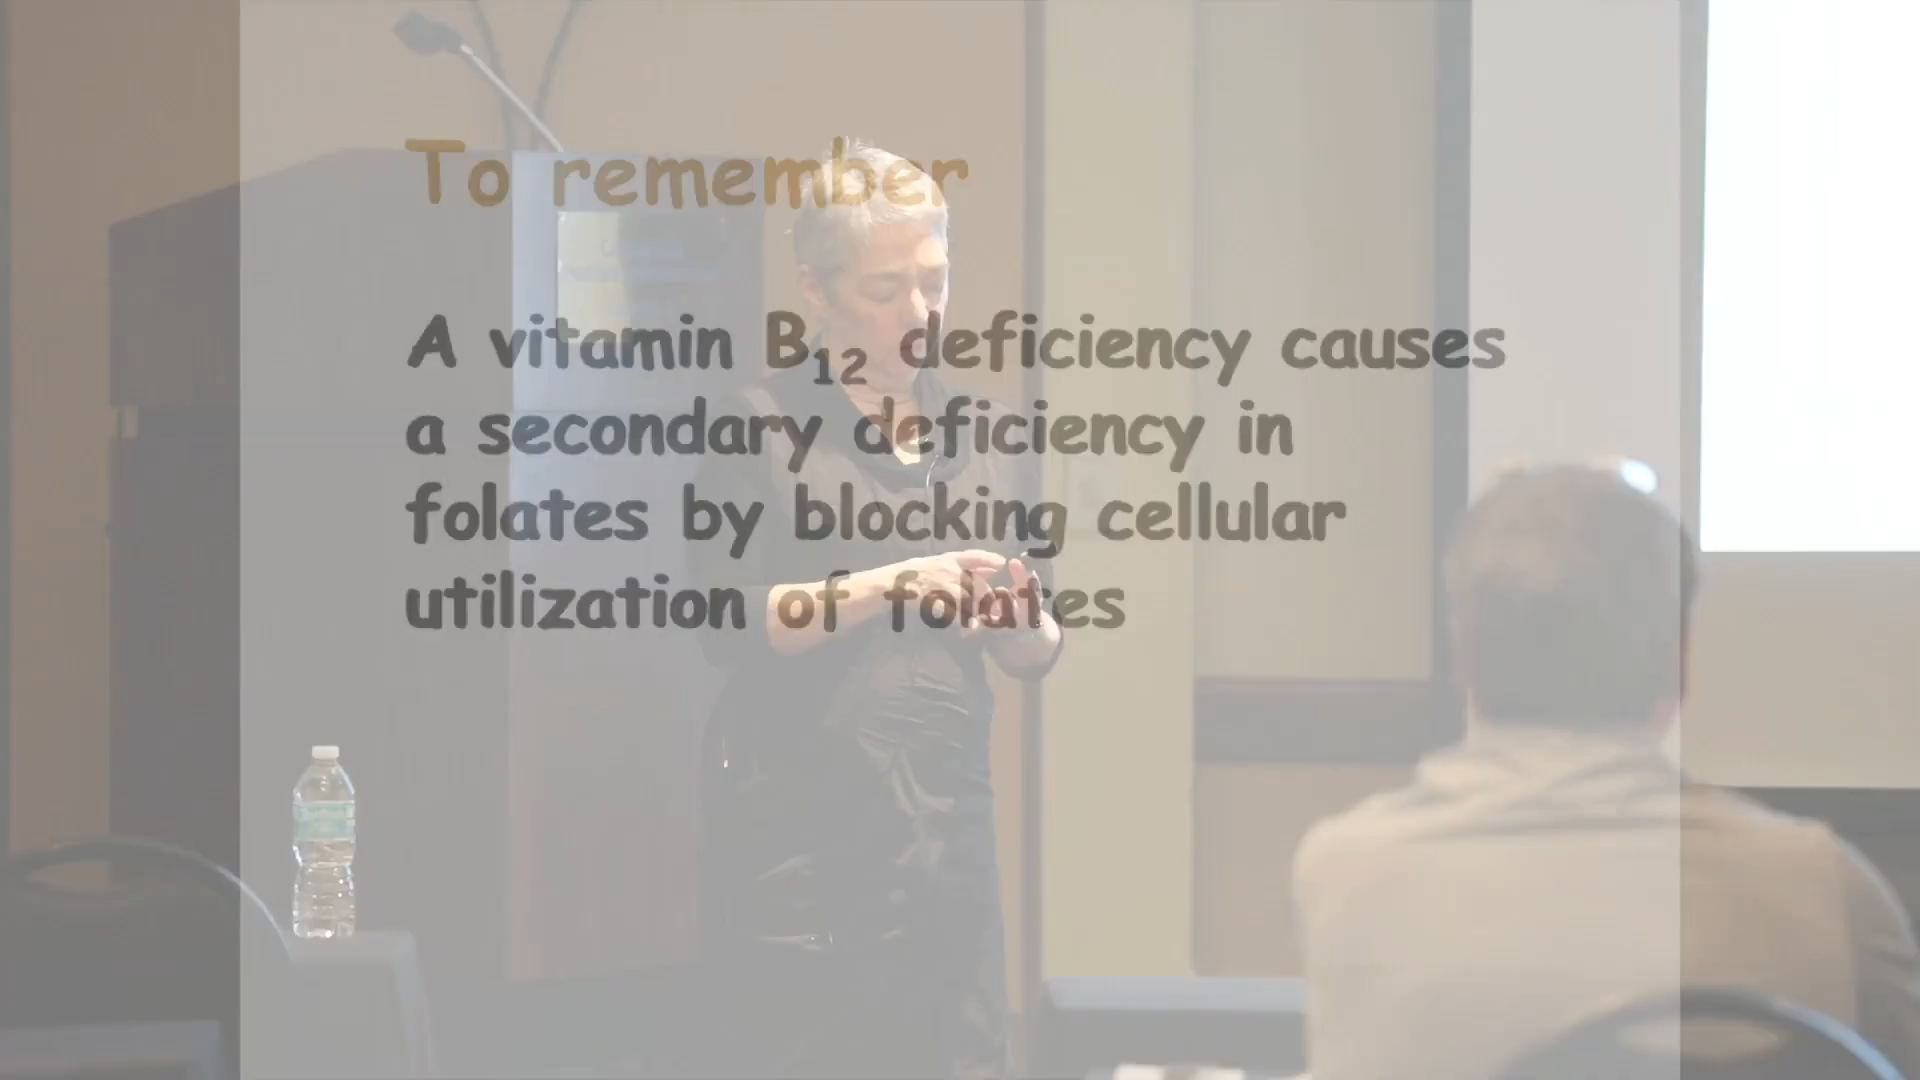 To remember
A vitamin B₁₂ deficiency causes
a secondary deficiency in
folates by blocking cellular
utilization of folates